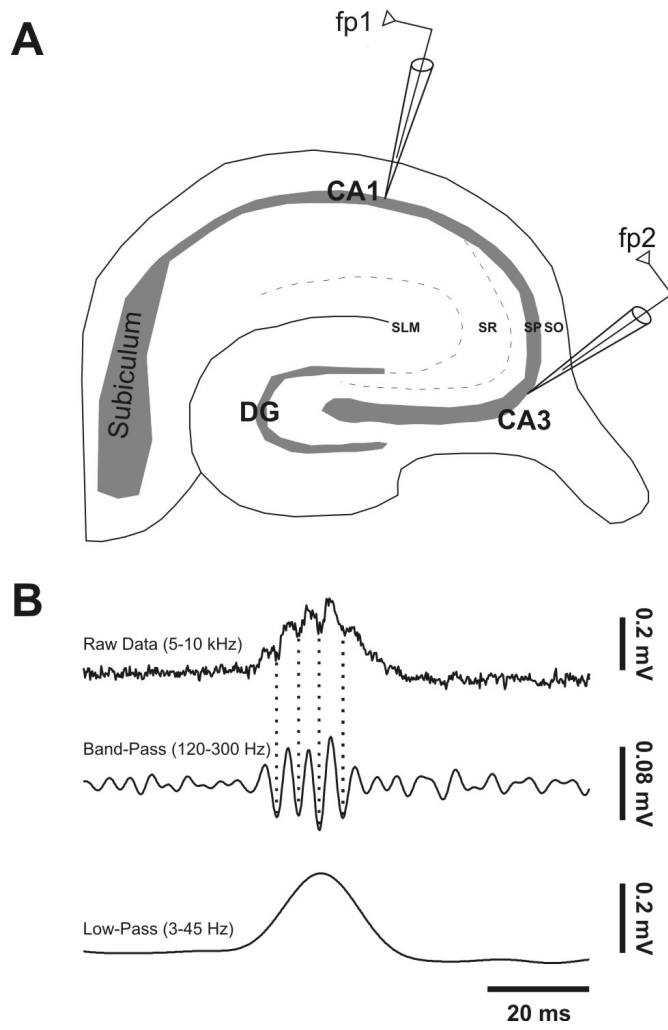 A
fp1
CA1
fp2
SLM SR SP SO
Subiculum
DG
CA3
B
Raw Data (5-10 kHz)
0.2 mV
Band-Pass (120-300 Hz)
0.08 mV
Low-Pass (3-45 Hz)
0.2 mV
20 ms